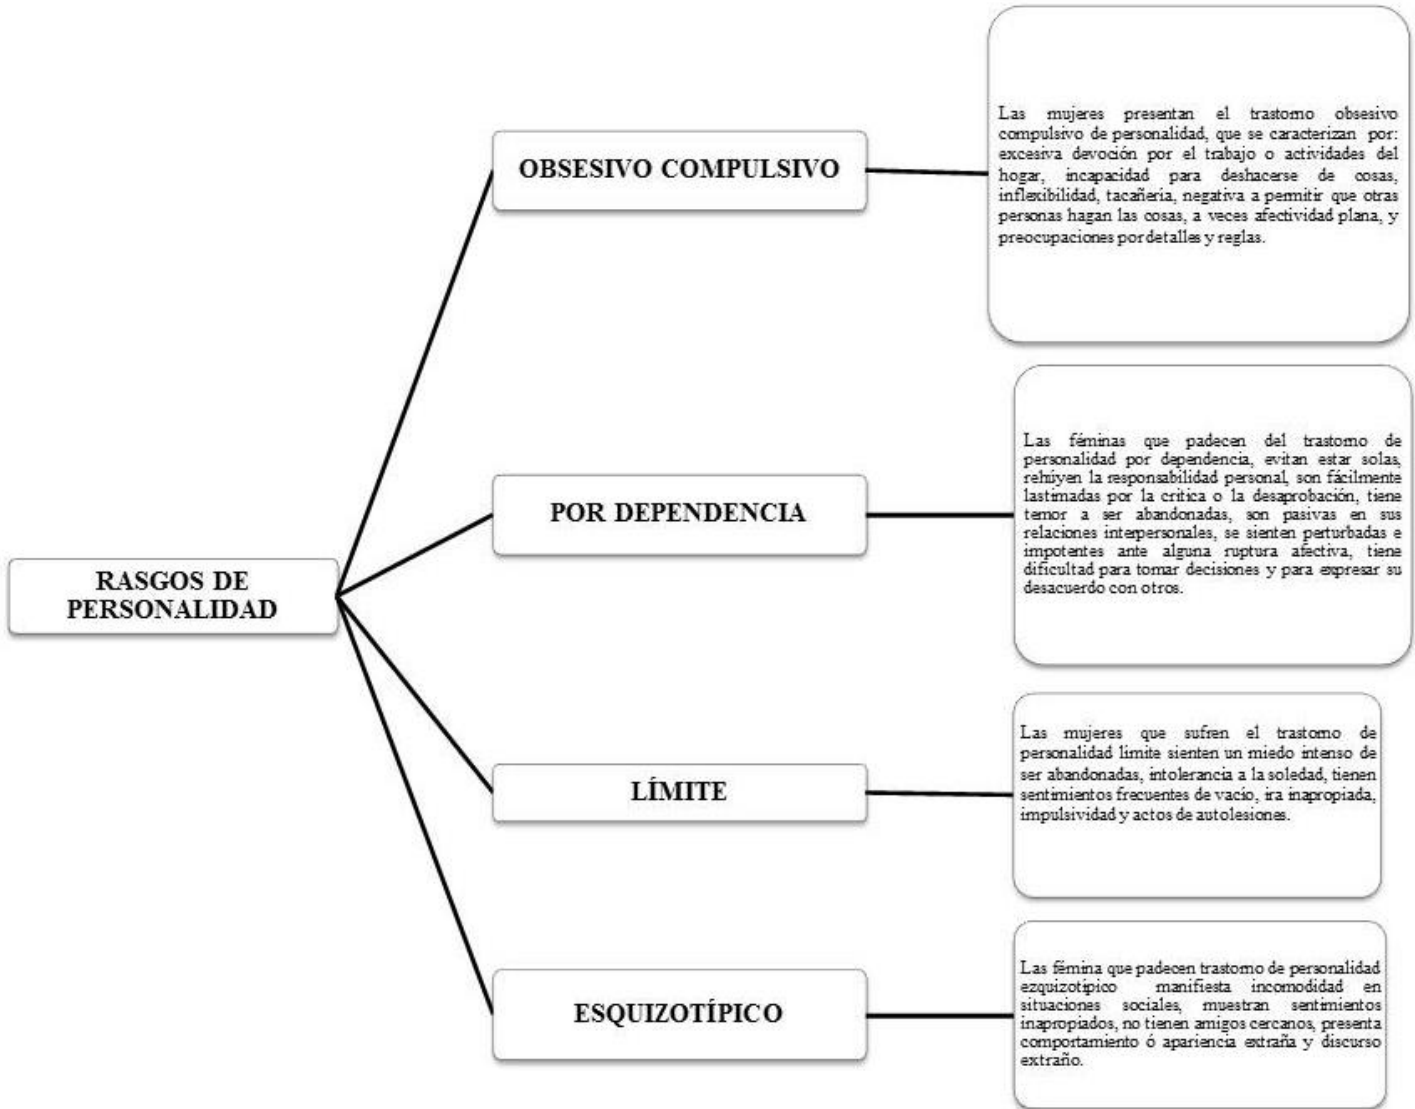 RASGOS DE
PERSONALIDAD
OBSESIVO COMPULSIVO
Las mujeres presentan el trastorno obsesivo
compulsivo de personalidad, que se caracterizan por:
excesiva devoción por el trabajo o actividades del
hogar, incapacidad para deshacerse de cosas,
inflexibilidad, tacañeria, negativa a permitir que otras
personas hagan las cosas, a veces afectividad plana, y
preocupaciones por detalles y reglas.
POR DEPENDENCIA
Las féminas que padecen del trastorno de
personalidad por dependencia, evitan estar solas,
rehúyen la responsabilidad personal, son fácilmente
lastimadas por la critica o la desaprobación, tiene
temor a ser abandonadas, son pasivas en sus
relaciones interpersonales, se sienten perturbadas e
impotentes ante alguna ruptura afectiva, tiene
dificultad para tomar decisiones y para expresar su
desacuerdo con otros.
LÍMITE
Las mujeres que sufren el trastorno de
personalidad limite sienten un miedo intenso de
ser abandonadas, intolerancia a la soledad, tienen
sentimientos frecuentes de vacio, ira inapropiada,
impulsividad y actos de autolesiones.
ESQUIZOTÍPICO
Las fémina que padecen trastorno de personalidad
ezquizotipico manifiesta incomodidad en
situaciones sociales, muestran sentimientos
inapropiados, no tienen amigos cercanos, presenta
comportamiento ó apariencia extraña y discurso
extraño.